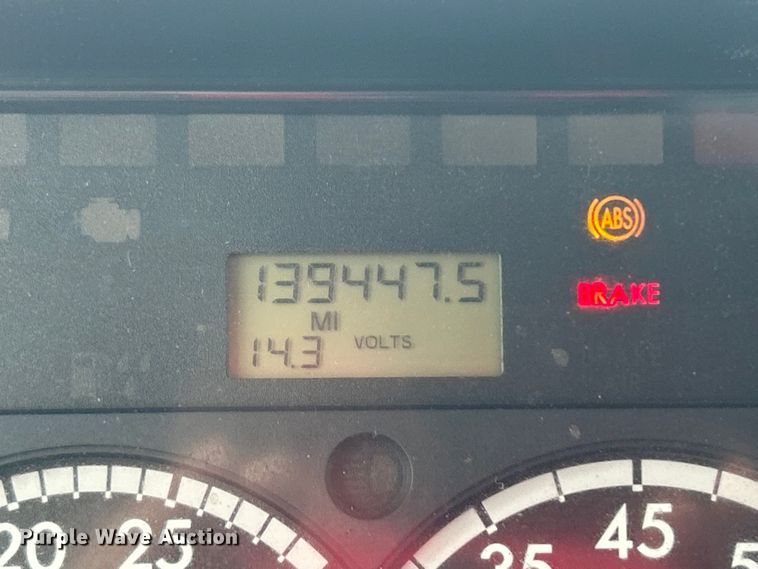 ABS
139447.5
BRAKE
MI
14.3 VOLTS
20 25 35 45
Purple Wave Auction